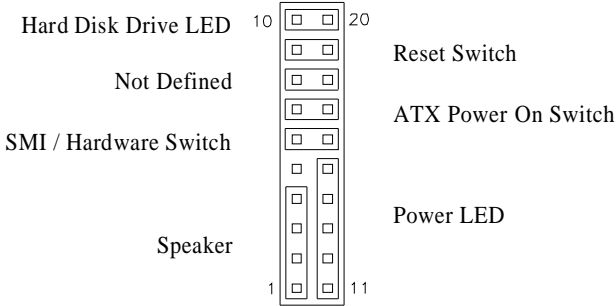 Hard Disk Drive LED 10 20
Reset Switch
Not Defined
ATX Power On Switch
SMI / Hardware Switch
Power LED
Speaker
1 11